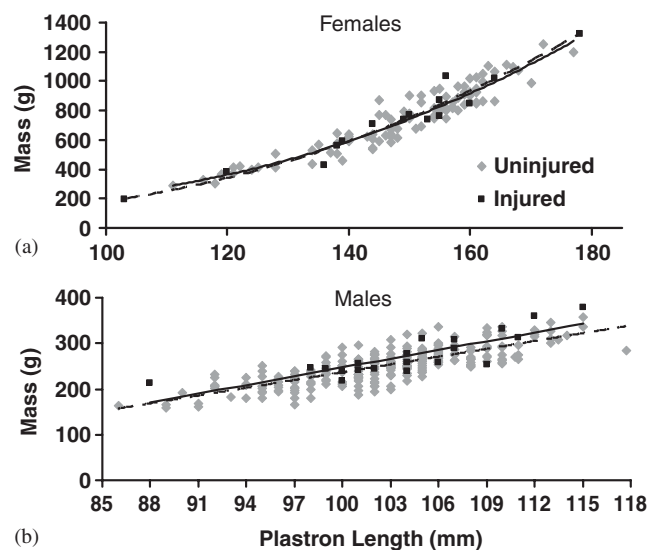 Females
1400
1200
1000
800
600
400
200
0
Mass (g)
Uninjured
Injured
(a)
100 120 140 160 180
Males
400
300
200
100
0
Mass (g)
85 88 91 94 97 100 103 106 109 112 115 118
(b)
Plastron Length (mm)